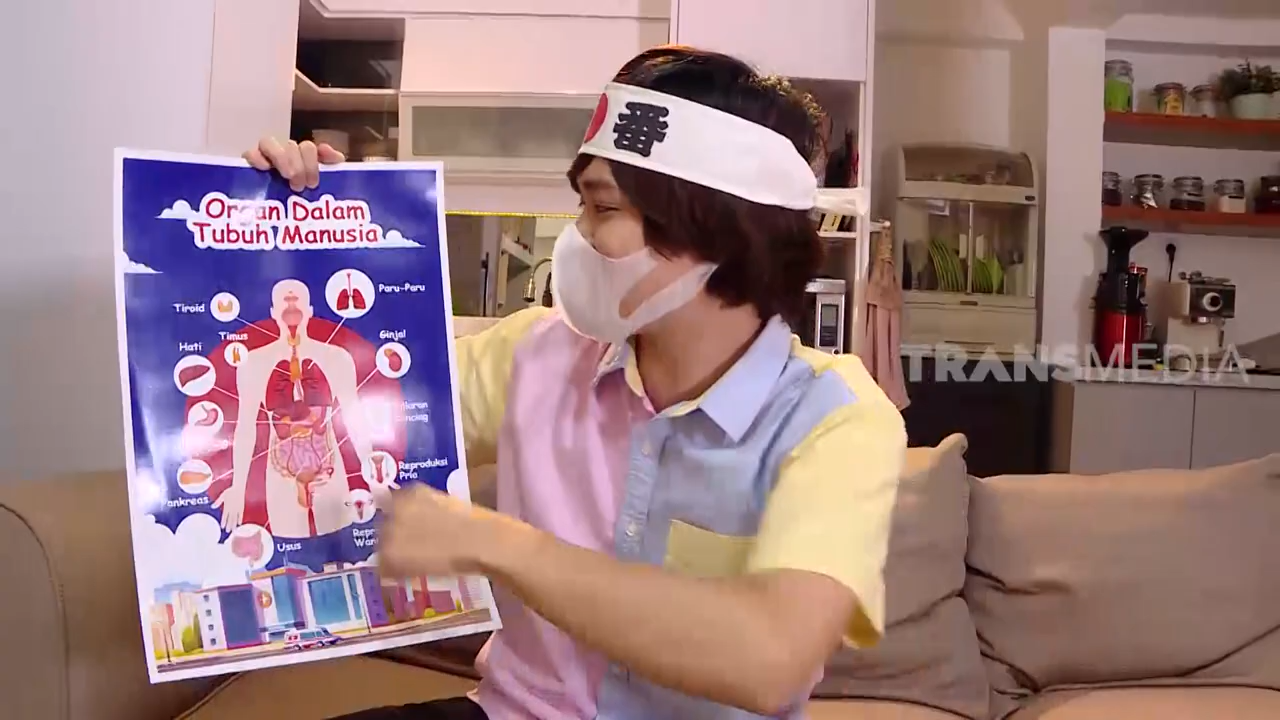 番
Organ Dalam
Tubuh Manusia
Paru-Paru
Tiroid
Timus
Ginjal
Hati
Reproduksi
Pria
Pankreas
Usus
TRANSMEDIA